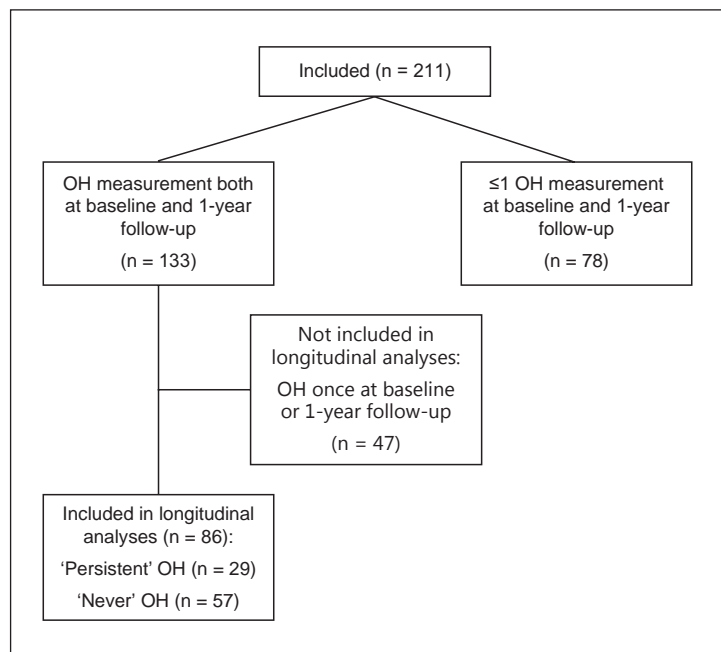 Included (n = 211)
OH measurement both
at baseline and 1-year
follow-up
(n = 133)
≤1 OH measurement
at baseline and 1-year
follow-up
(n = 78)
Not included in
longitudinal analyses:
OH once at baseline
or 1-year follow-up
(n = 47)
Included in longitudinal
analyses (n = 86):
‘Persistent’ OH (n = 29)
‘Never’ OH (n = 57)